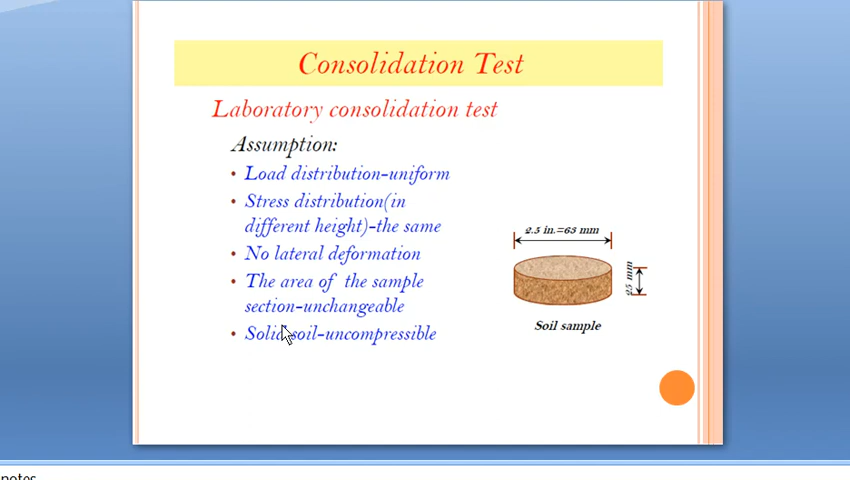 Consolidation Test
Laboratory consolidation test
Assumption:
• Load distribution-uniform
• Stress distribution(in
different height)-the same
• No lateral deformation
• The area of the sample
section-unchangeable
• Solid soil-uncompressible
2.5 in.=63 mm
25 mm
Soil sample
notes